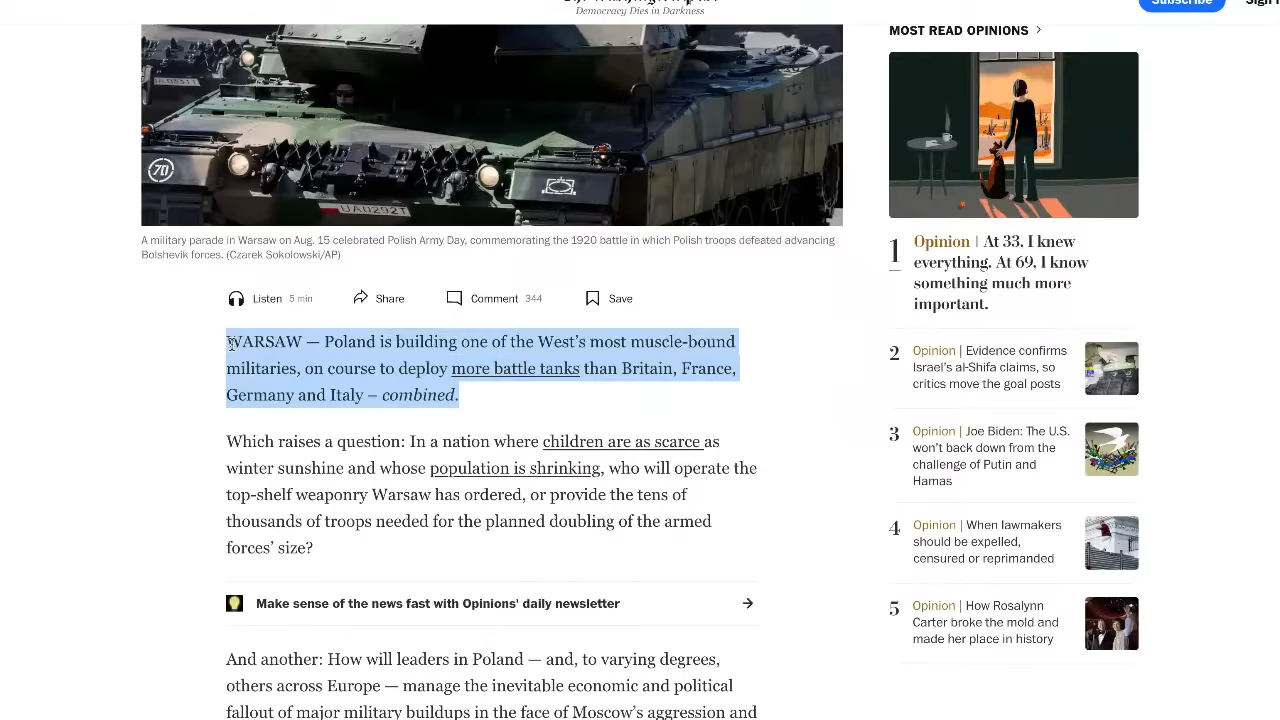 Democracy Dies in Darkness
Subscribe
Sign
MOST READ OPINIONS
70
UA0292T
A military parade in Warsaw on Aug. 15 celebrated Polish Army Day, commemorating the 1920 battle in which Polish troops defeated advancing
Bolshevik forces. (Czarek Sokolowski/AP)
Listen 5 min Share Comment 344 Save
WARSAW — Poland is building one of the West’s most muscle-bound
militaries, on course to deploy more battle tanks than Britain, France,
Germany and Italy – combined.
Which raises a question: In a nation where children are as scarce as
winter sunshine and whose population is shrinking, who will operate the
top-shelf weaponry Warsaw has ordered, or provide the tens of
thousands of troops needed for the planned doubling of the armed
forces’ size?
Make sense of the news fast with Opinions' daily newsletter
And another: How will leaders in Poland — and, to varying degrees,
others across Europe — manage the inevitable economic and political
fallout of major military buildups in the face of Moscow’s aggression and
1
Opinion | At 33, I knew
everything. At 69, I know
something much more
important.
2
Opinion | Evidence confirms
Israel’s al-Shifa claims, so
critics move the goal posts
3
Opinion | Joe Biden: The U.S.
won’t back down from the
challenge of Putin and
Hamas
4
Opinion | When lawmakers
should be expelled,
censured or reprimanded
5
Opinion | How Rosalynn
Carter broke the mold and
made her place in history